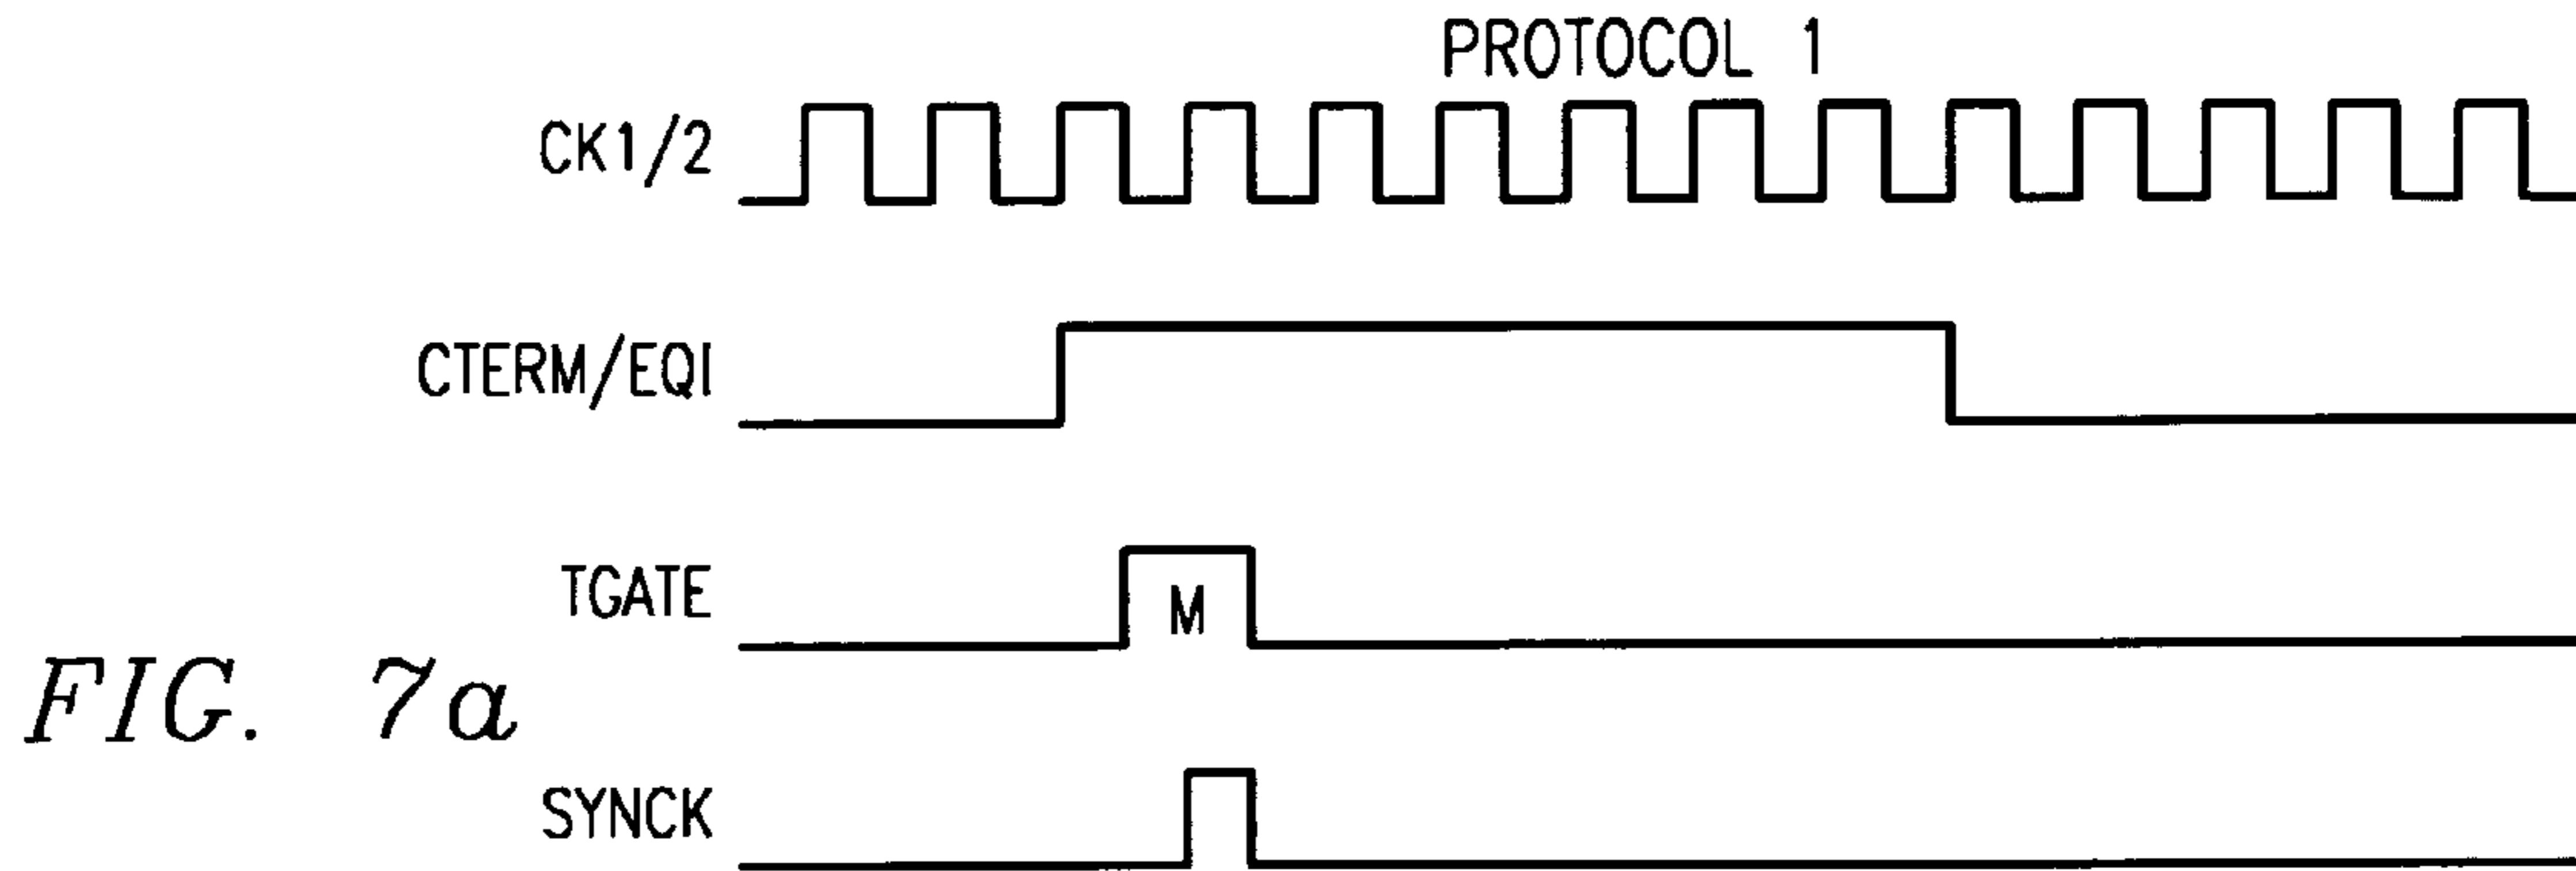 PROTOCOL 1
CK1/2
CTERM/EQI
TGATE
M
FIG. 7a
SYNCK